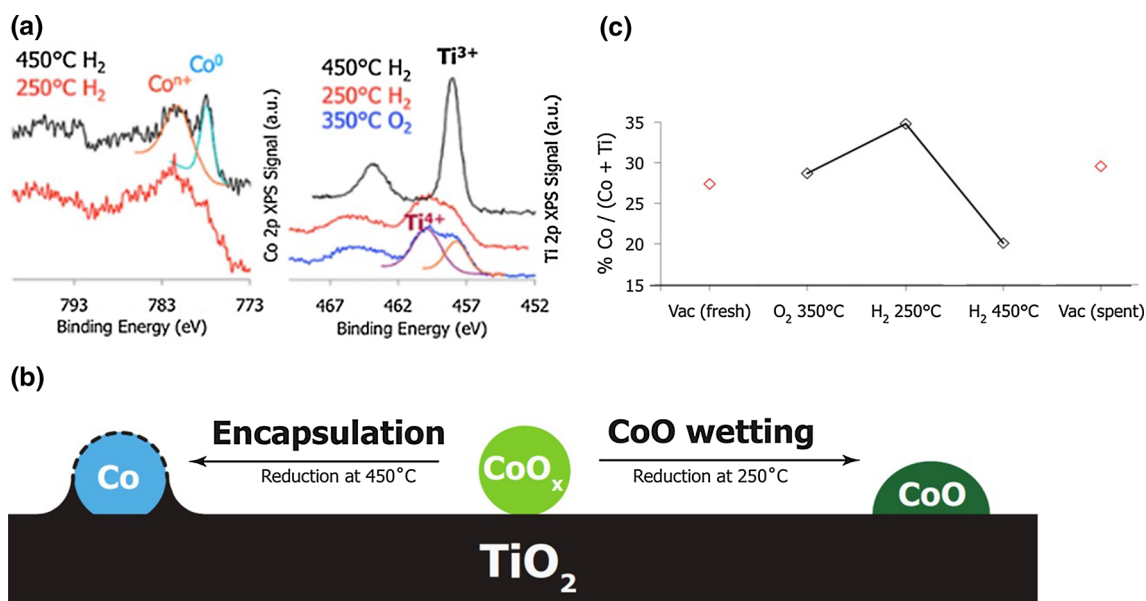 (a)
450°C H₂
250°C H₂
Coⁿ⁺
Co⁰
Co 2p XPS Signal (a.u.)
793
783
773
Binding Energy (eV)
450°C H₂
250°C H₂
350°C O₂
Ti³⁺
Ti⁴⁺
Ti 2p XPS Signal (a.u.)
467
462
457
452
Binding Energy (eV)
(c)
% Co / (Co + Ti)
35
30
25
20
15
Vac (fresh)
O₂ 350°C
H₂ 250°C
H₂ 450°C
Vac (spent)
(b)
Encapsulation
Reduction at 450°C
CoO wetting
Reduction at 250°C
Co
CoOₓ
CoO
TiO₂